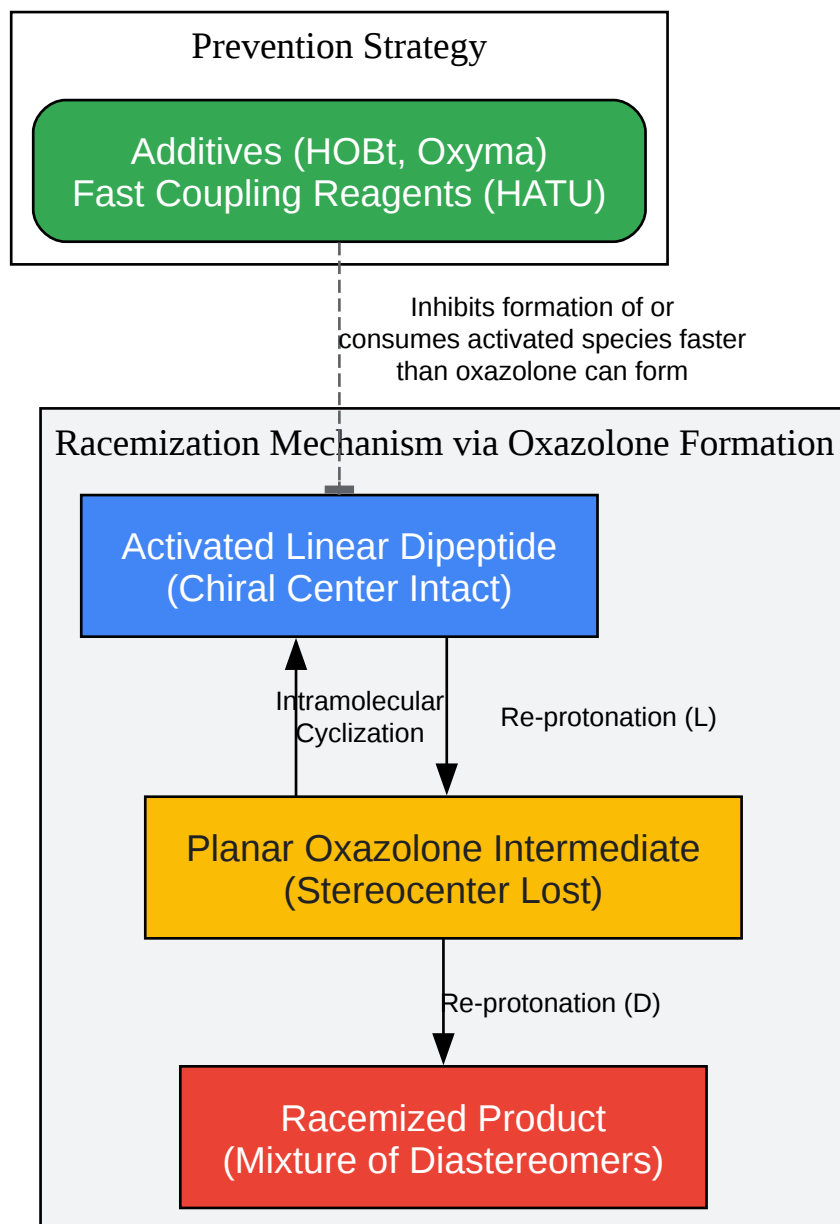 Prevention Strategy
Additives (HOBt, Oxyma)
Fast Coupling Reagents (HATU)
Inhibits formation of or
consumes activated species faster
than oxazolone can form
Racemization Mechanism via Oxazolone Formation
Activated Linear Dipeptide
(Chiral Center Intact)
Intramolecular
Cyclization
Re-protonation (L)
Planar Oxazolone Intermediate
(Stereocenter Lost)
Re-protonation (D)
Racemized Product
(Mixture of Diastereomers)